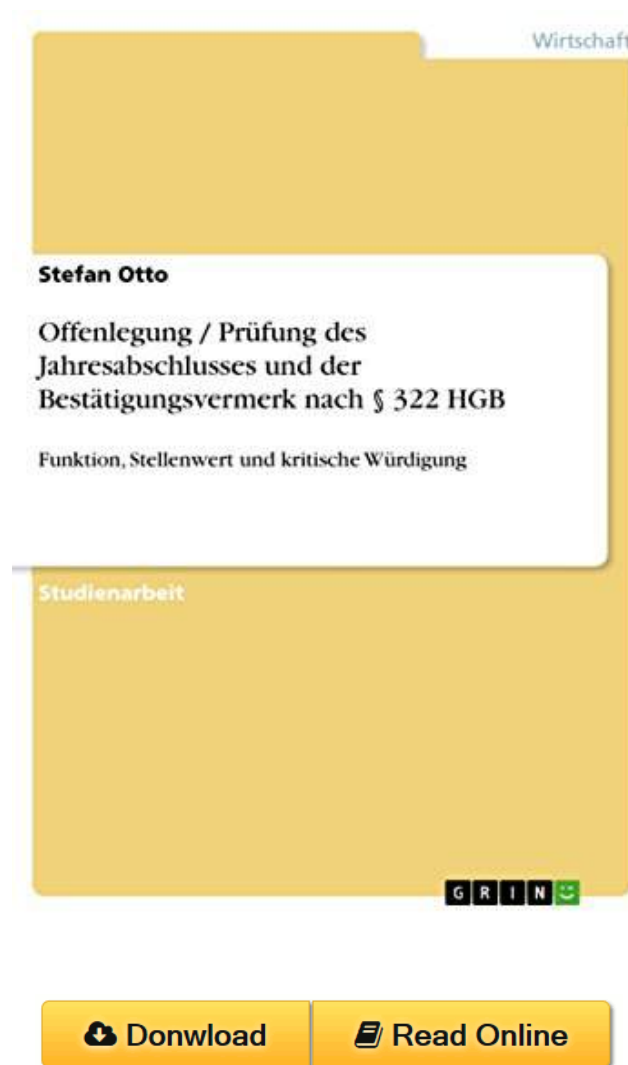 Wirtschaft
Stefan Otto
Offenlegung / Prüfung des
Jahresabschlusses und der
Bestätigungsvermerk nach § 322 HGB
Funktion, Stellenwert und kritische Würdigung
Studienarbeit
GRIN
Donwload
Read Online